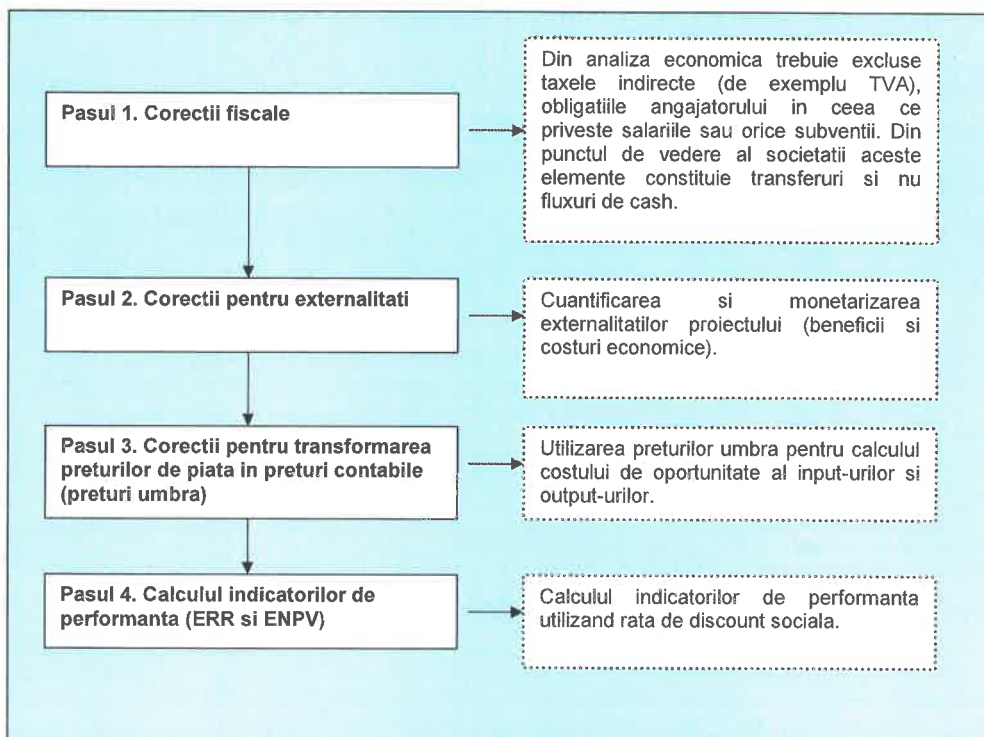 Pasul 1. Corectii fiscale
Din analiza economica trebuie excluse
taxele indirecte (de exemplu TVA),
obligatiile angajatorului in ceea ce
priveste salariile sau orice subventii. Din
punctul de vedere al societatii aceste
elemente constituie transferuri si nu
fluxuri de cash.
Pasul 2. Corectii pentru externalitati
Cuantificarea si monetarizarea
externalitatilor proiectului (beneficii si
costuri economice).
Pasul 3. Corectii pentru transformarea
preturilor de piata in preturi contabile
(preturi umbra)
Utilizarea preturilor umbra pentru calculul
costului de oportunitate al input-urilor si
output-urilor.
Pasul 4. Calculul indicatorilor de
performanta (ERR si ENPV)
Calculul indicatorilor de performanta
utilizand rata de discount sociala.